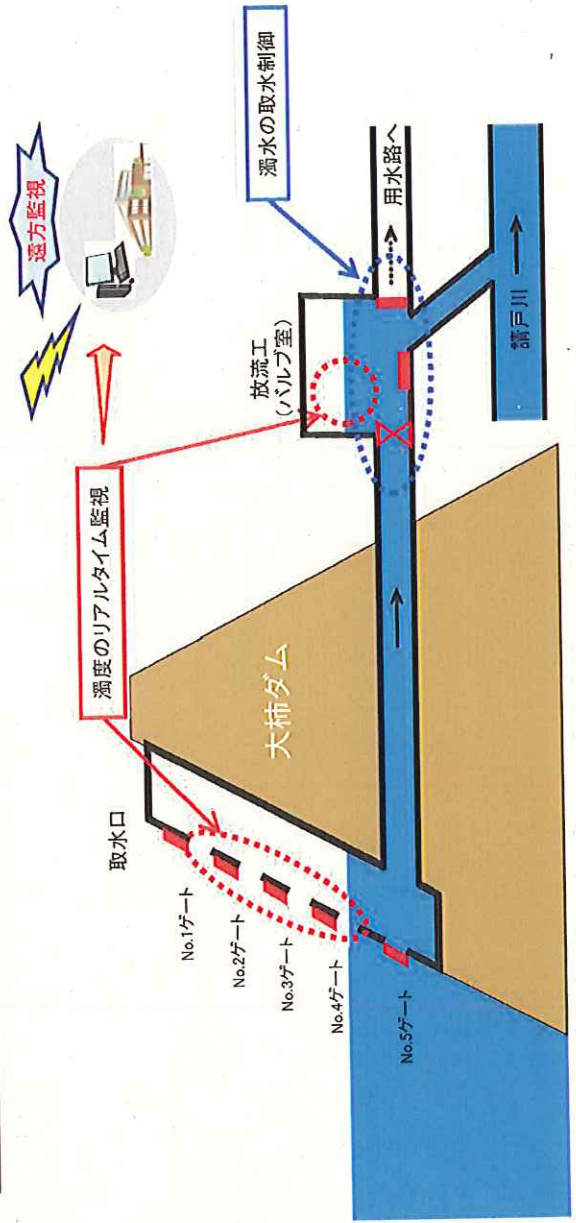 遠方監視
濁度のリアルタイム監視
濁水の取水制御
取水口
No.1ゲート
No.2ゲート
No.3ゲート
No.4ゲート
No.5ゲート
大柿ダム
放流工
(バルブ室)
用水路へ
請戸川